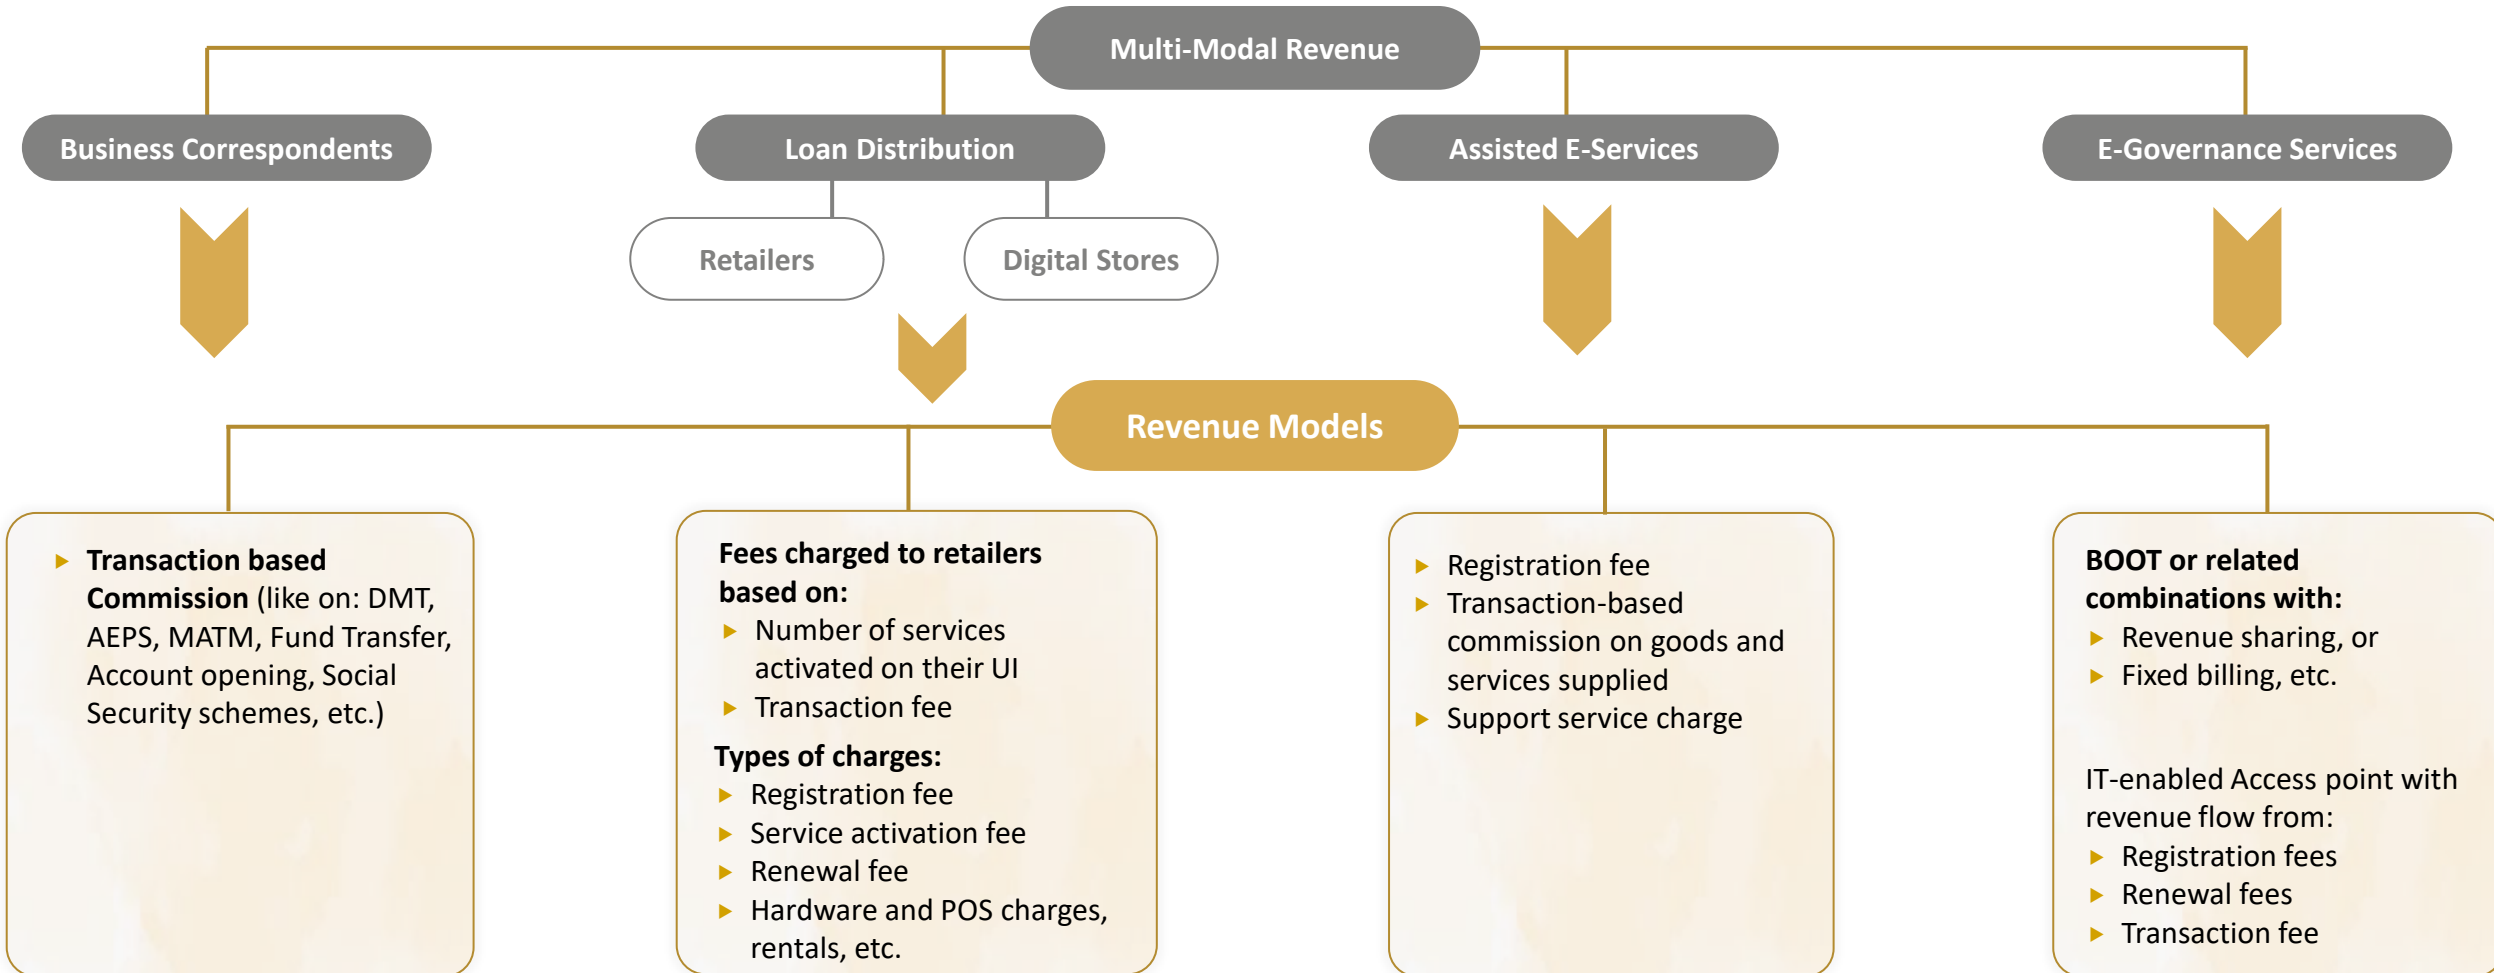 Multi-Modal Revenue
Business Correspondents
Loan Distribution
Assisted E-Services
E-Governance Services
Retailers
Digital Stores
Revenue Models
Transaction based
Commission (like on: DMT,
AEPS, MATM, Fund Transfer,
Account opening, Social
Security schemes, etc.)
Fees charged to retailers
based on:
Number of services
activated on their UI
Transaction fee
Types of charges:
Registration fee
Service activation fee
Renewal fee
Hardware and POS charges,
rentals, etc.
Registration fee
Transaction-based
commission on goods and
services supplied
Support service charge
BOOT or related
combinations with:
Revenue sharing, or
Fixed billing, etc.
IT-enabled Access point with
revenue flow from:
Registration fees
Renewal fees
Transaction fee